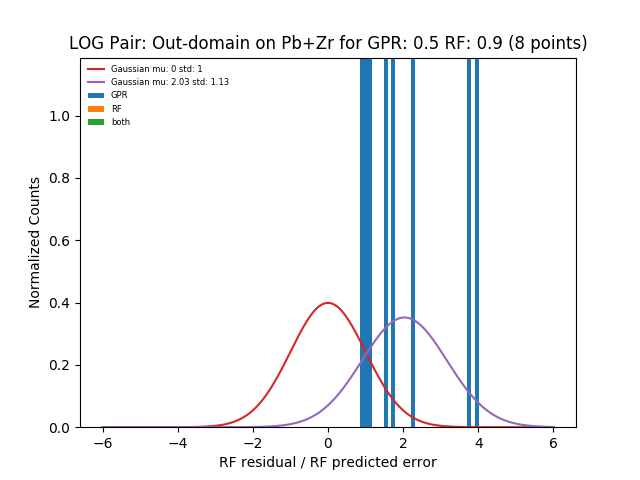 LOG Pair: Out-domain on Pb+Zr for GPR: 0.5 RF: 0.9 (8 points)
Gaussian mu: 0 std: 1
Gaussian mu: 2.03 std: 1.13
GPR
RF
both
1.0
0.8
0.6
0.4
0.2
0.0
Normalized Counts
−6 −4 −2 0 2 4 6
RF residual / RF predicted error